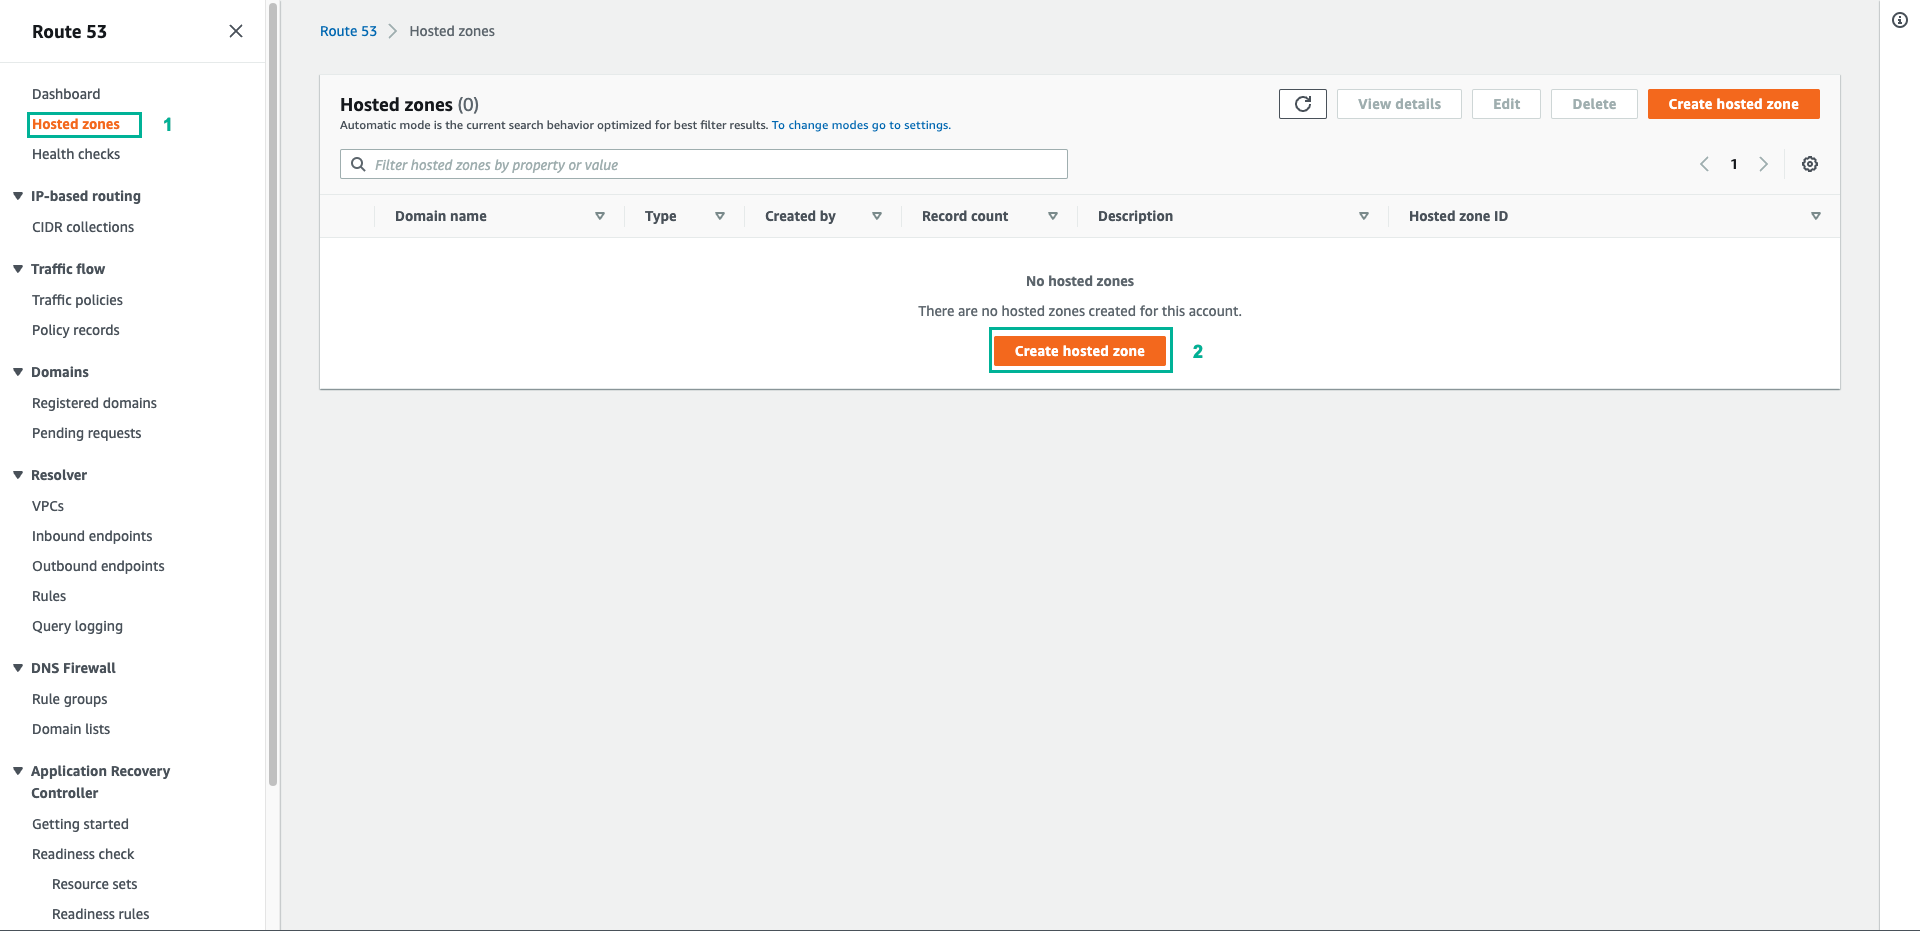 Route 53
Dashboard
Hosted zones 1
Health checks
IP-based routing
CIDR collections
Traffic flow
Traffic policies
Policy records
Domains
Registered domains
Pending requests
Resolver
VPCs
Inbound endpoints
Outbound endpoints
Rules
Query logging
DNS Firewall
Rule groups
Domain lists
Application Recovery
Controller
Getting started
Readiness check
Resource sets
Readiness rules
Route 53 Hosted zones
Hosted zones (0)
View details Edit Delete Create hosted zone
Automatic mode is the current search behavior optimized for best filter results. To change modes go to settings.
Filter hosted zones by property or value
1
Domain name Type Created by Record count Description Hosted zone ID
No hosted zones
There are no hosted zones created for this account.
Create hosted zone 2